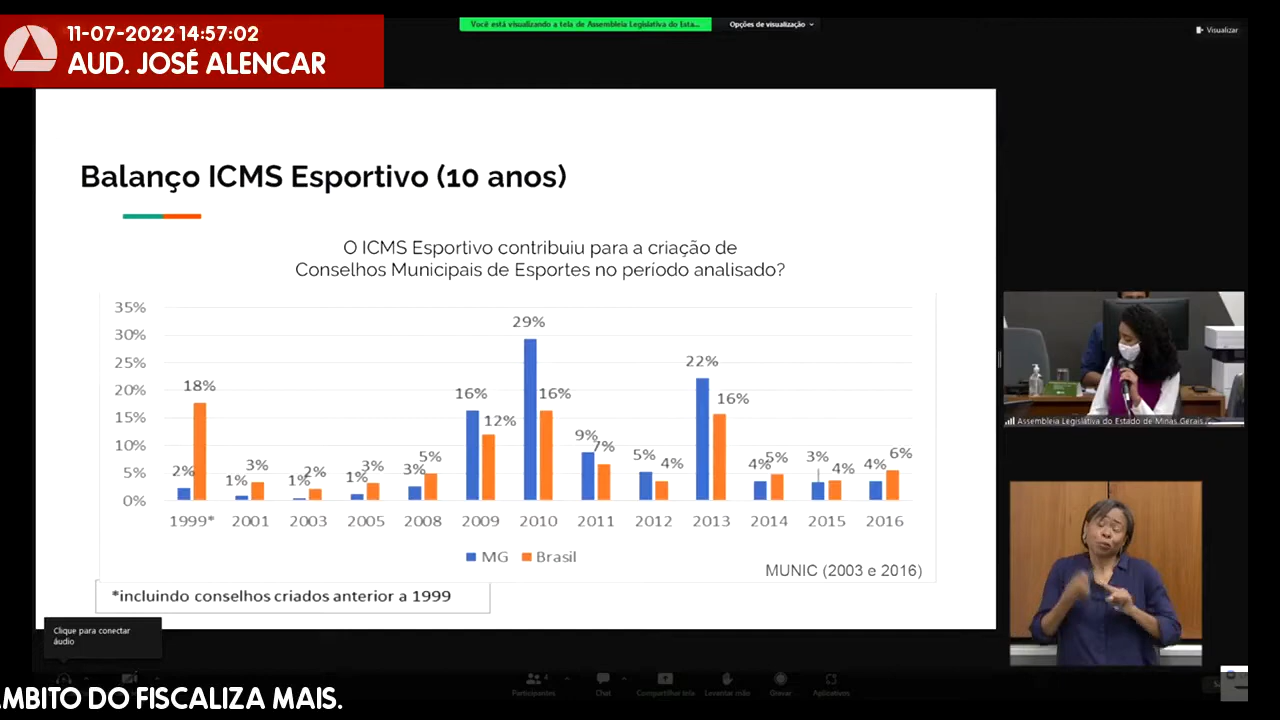 11-07-2022 14:57:02
AUD. JOSÉ ALENCAR
Você está visualizando a tela de Assembleia Legislativa do Esta...
Opções de visualização
Visualizar
Balanço ICMS Esportivo (10 anos)
O ICMS Esportivo contribuiu para a criação de
Conselhos Municipais de Esportes no período analisado?
35%
30%
25%
20%
15%
10%
5%
0%
2% 18%
1% 3%
1% 2%
1% 3%
3% 5%
16% 12%
29% 16%
9% 7%
5% 4%
22% 16%
4% 5%
3% 4%
4% 6%
1999* 2001 2003 2005 2008 2009 2010 2011 2012 2013 2014 2015 2016
MG Brasil
MUNIC (2003 e 2016)
*incluindo conselhos criados anterior a 1999
Assembleia Legislativa do Estado de Minas Gerais
Clique para conectar
áudio
Participantes 4
Chat
Compartilhar tela
Levantar mão
Gravar
Aplicativos
MBITO DO FISCALIZA MAIS.